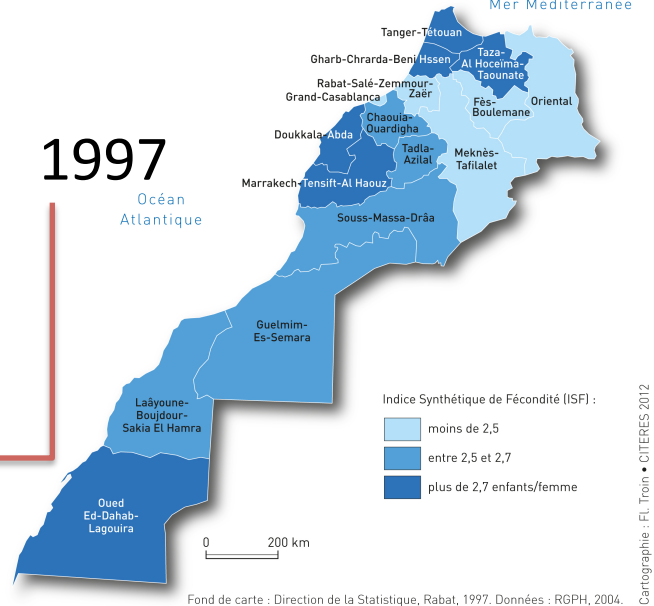 Mer Méditerranée
Tanger-Tétouan
Gharb-Chrarda-Beni Hssen
Taza-
Al Hoceïma-
Taounate
Rabat-Salé-Zemmour-
Zaër
Grand-Casablanca
Fès-
Boulemane
Oriental
Chaouia-
Ouardigha
Doukkala-Abda
Tadla-
Azilal
Meknès-
Tafilalet
1997
Marrakech-Tensift-Al Haouz
Océan
Atlantique
Souss-Massa-Drâa
Guelmim-
Es-Semara
Laâyoune-
Boujdour-
Sakia El Hamra
Oued
Ed-Dahab-
Lagouira
Indice Synthétique de Fécondité (ISF) :
moins de 2,5
entre 2,5 et 2,7
plus de 2,7 enfants/femme
0 200 km
Fond de carte : Direction de la Statistique, Rabat, 1997. Données : RGPH, 2004.
Cartographie : Fl. Troin • CITERES 2012